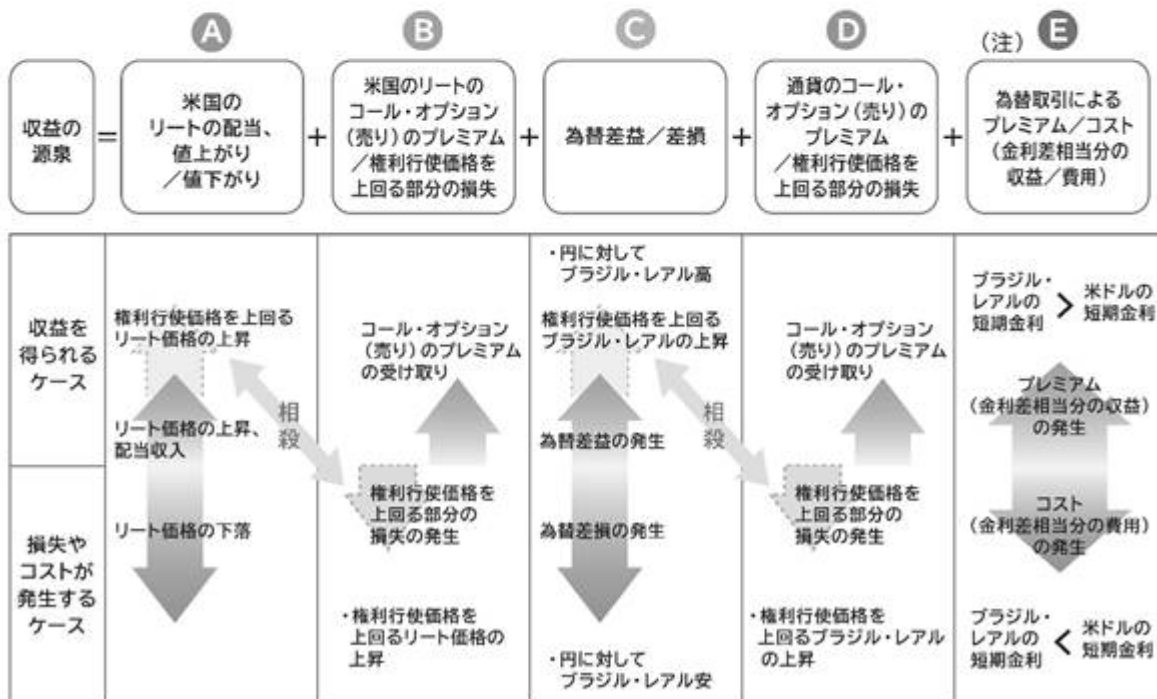 A
B
C
D
(注) E
収益の
源泉
=
米国の
リートの配当、
値上がり
／値下がり
+
米国のリートの
コール・オプション
(売り)のプレミアム
／権利行使価格を
上回る部分の損失
+
為替差益／差損
+
通貨のコール・
オプション(売り)の
プレミアム
／権利行使価格を
上回る部分の損失
+
為替取引による
プレミアム／コスト
(金利差相当分の
収益／費用)
収益を
得られる
ケース
権利行使価格を上回る
リート価格の上昇
リート価格の上昇、
配当収入
相殺
コール・オプション
(売り)のプレミアム
の受け取り
・円に対して
ブラジル・レアル高
権利行使価格を上回る
ブラジル・レアルの上昇
為替差益の発生
相殺
コール・オプション
(売り)のプレミアム
の受け取り
ブラジル・
レアルの
短期金利
>
米ドルの
短期金利
プレミアム
(金利差相当分の収益)
の発生
損失や
コストが
発生する
ケース
リート価格の下落
権利行使価格を
上回る部分の
損失の発生
・権利行使価格を
上回るリート価格の
上昇
為替差損の発生
・円に対して
ブラジル・レアル安
権利行使価格を
上回る部分の
損失の発生
・権利行使価格を
上回るブラジル・レアル
の上昇
コスト
(金利差相当分の費用)
の発生
ブラジル・
レアルの
短期金利
<
米ドルの
短期金利